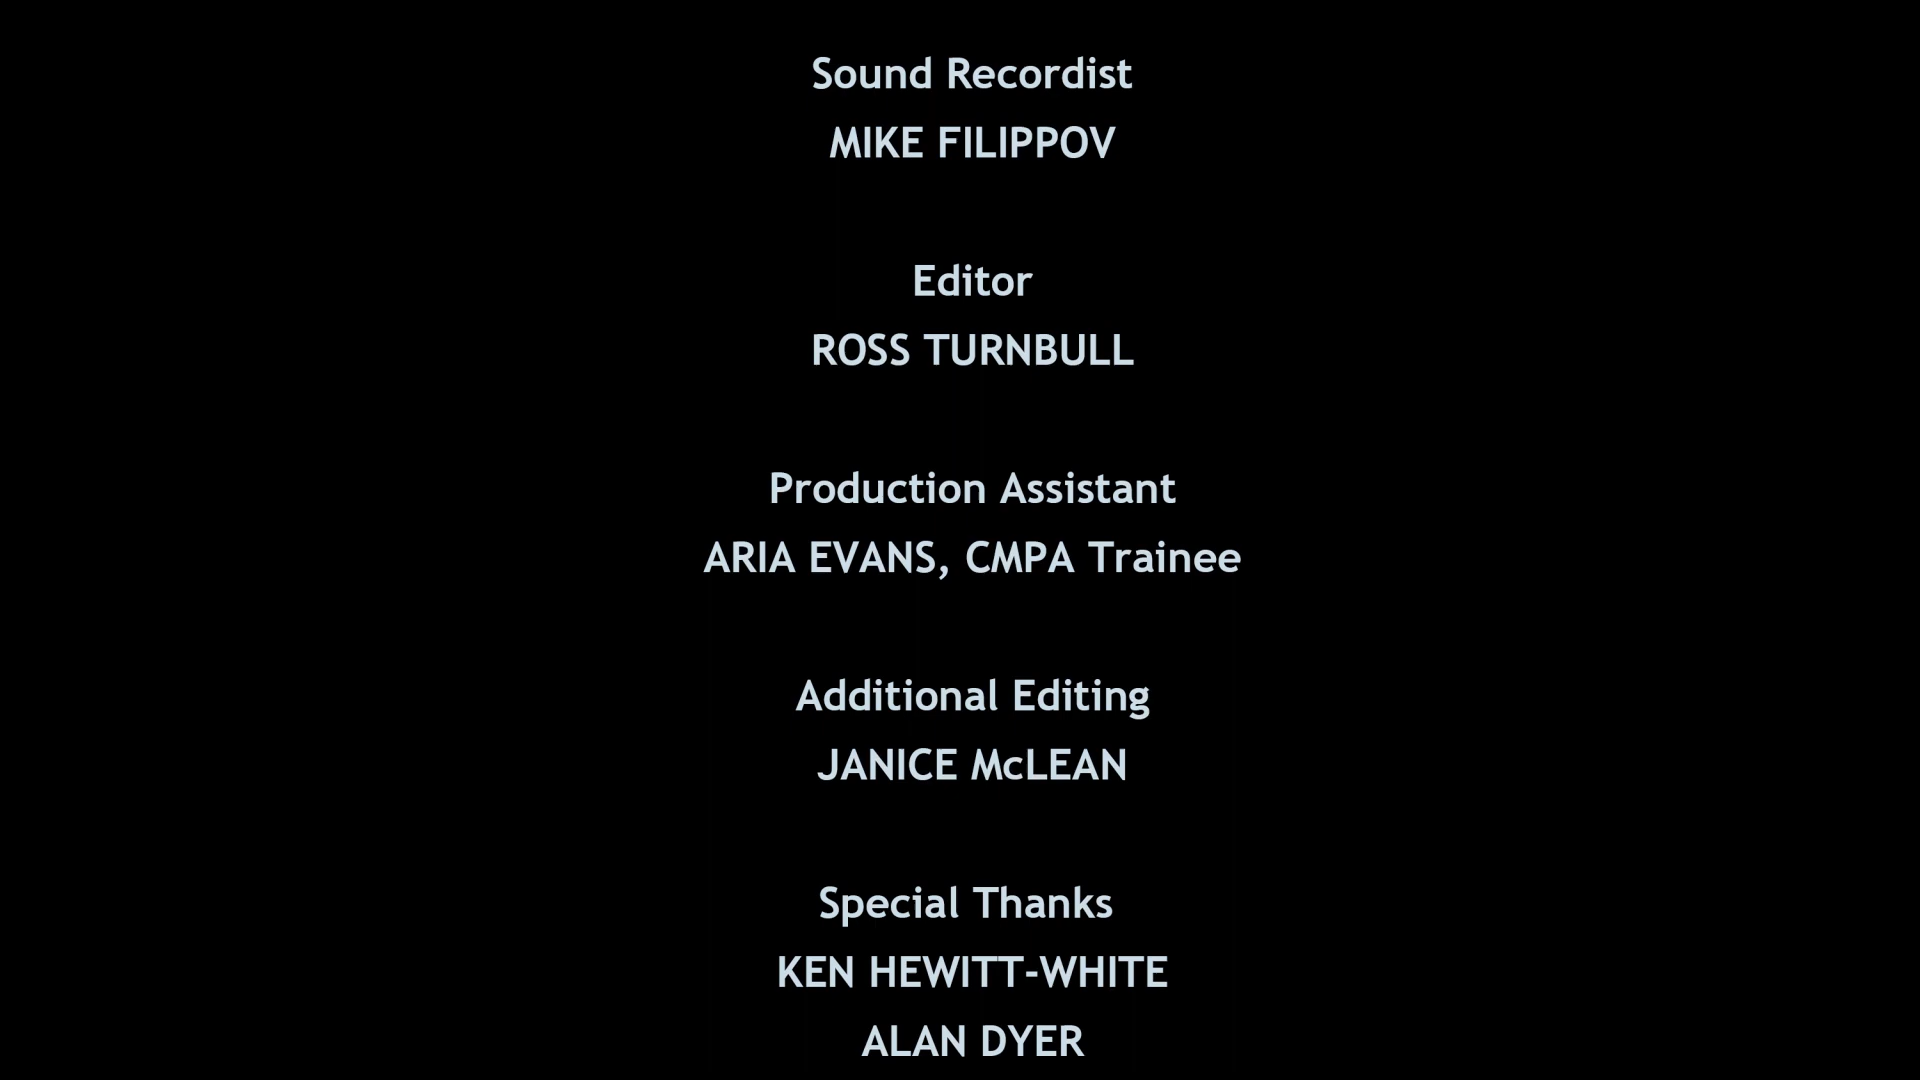 Sound Recordist
MIKE FILIPPOV
Editor
ROSS TURNBULL
Production Assistant
ARIA EVANS, CMPA Trainee
Additional Editing
JANICE McLEAN
Special Thanks
KEN HEWITT-WHITE
ALAN DYER